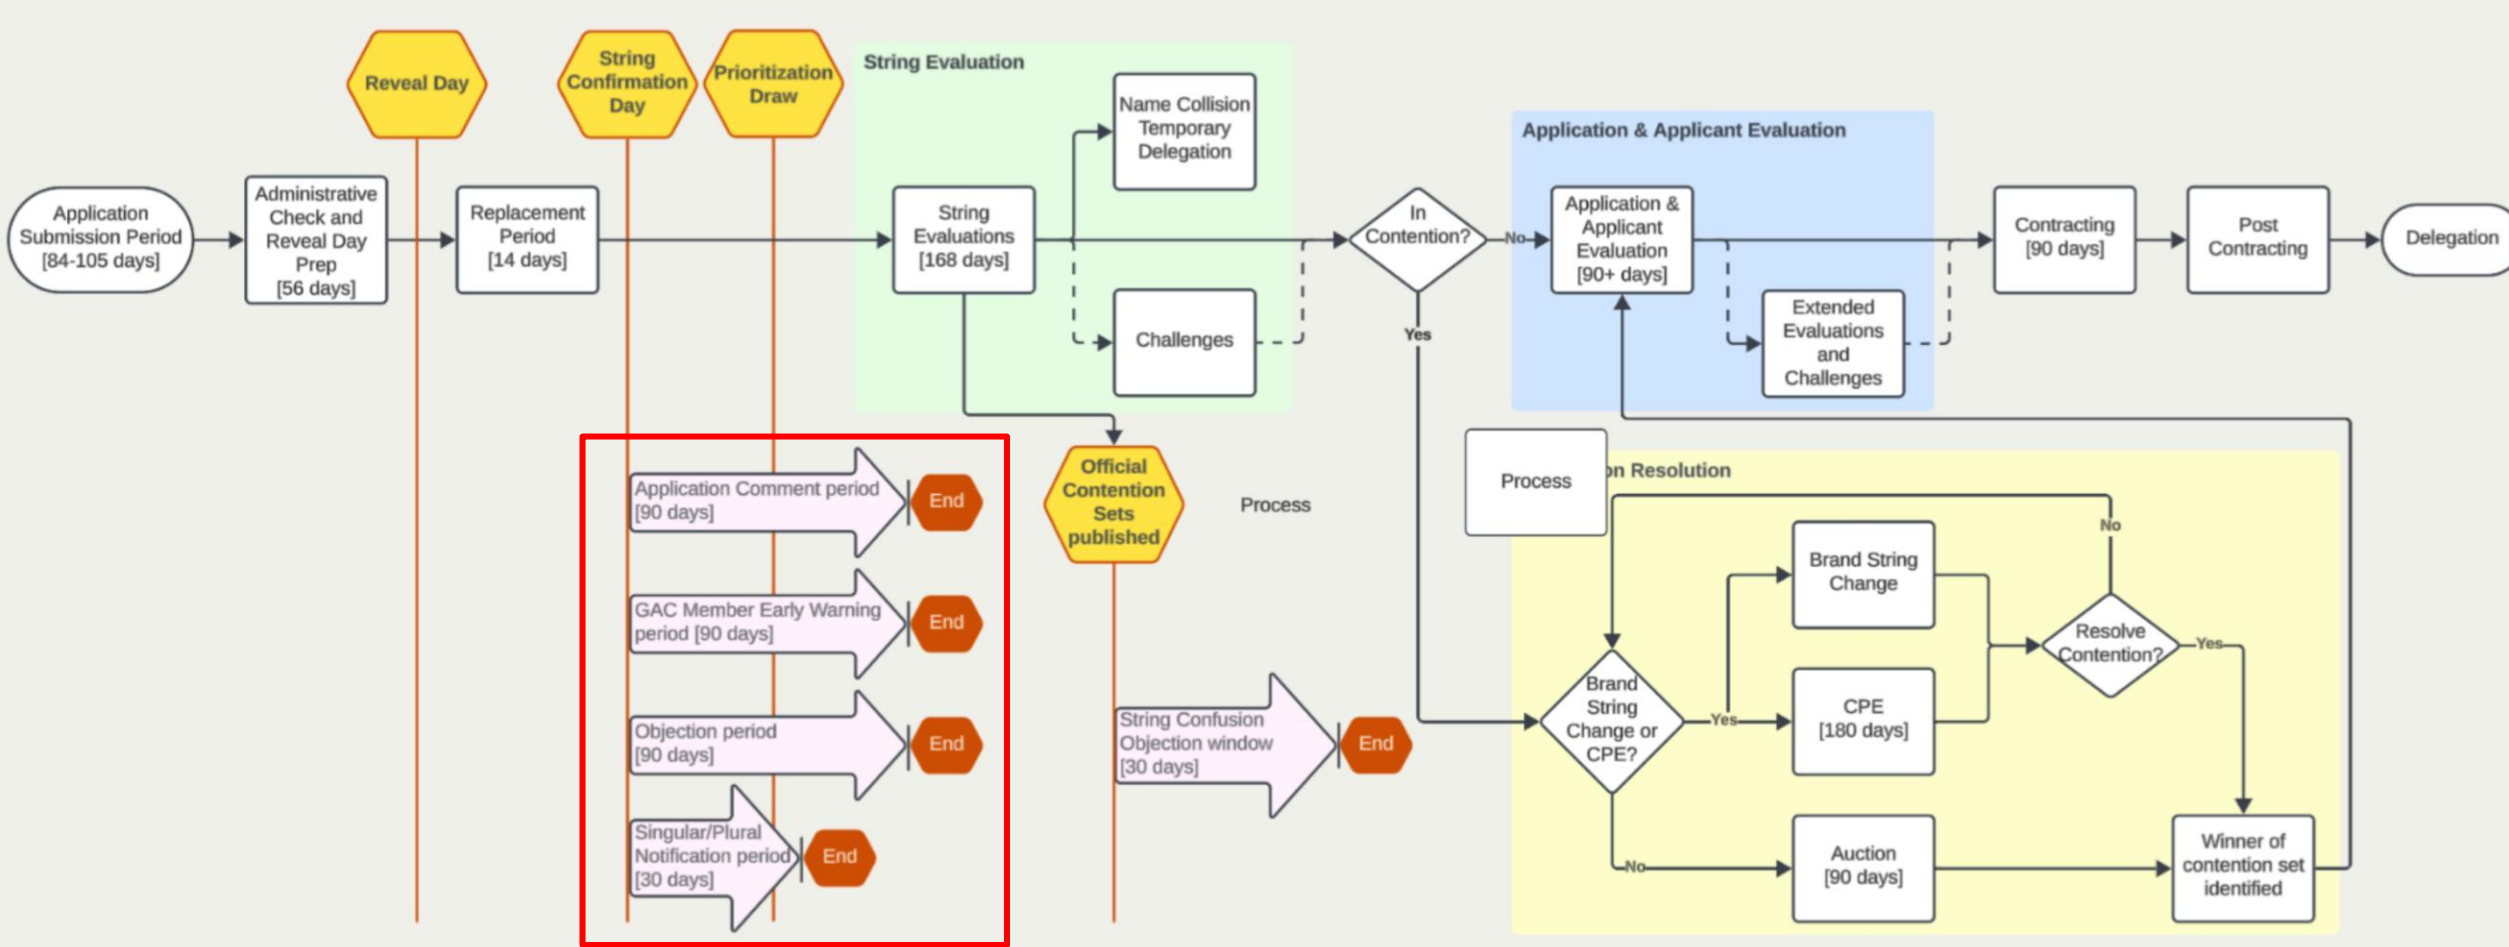 Reveal Day
String
Confirmation
Day
Prioritization
Draw
String Evaluation
Name Collision
Temporary
Delegation
Application & Applicant Evaluation
Application
Submission Period
[84-105 days]
Administrative
Check and
Reveal Day
Prep
[56 days]
Replacement
Period
[14 days]
String
Evaluations
[168 days]
Challenges
In
Contention?
No
Yes
Application &
Applicant
Evaluation
[90+ days]
Extended
Evaluations
and
Challenges
Contracting
[90 days]
Post
Contracting
Delegation
Application Comment period
[90 days]
End
GAC Member Early Warning
period [90 days]
End
Objection period
[90 days]
End
Singular/Plural
Notification period
[30 days]
End
Official
Contention
Sets
published
Process
String Confusion
Objection window
[30 days]
End
Process
on Resolution
Brand
String
Change or
CPE?
Yes
No
Brand String
Change
CPE
[180 days]
Auction
[90 days]
No
Resolve
Contention?
Yes
Winner of
contention set
identified